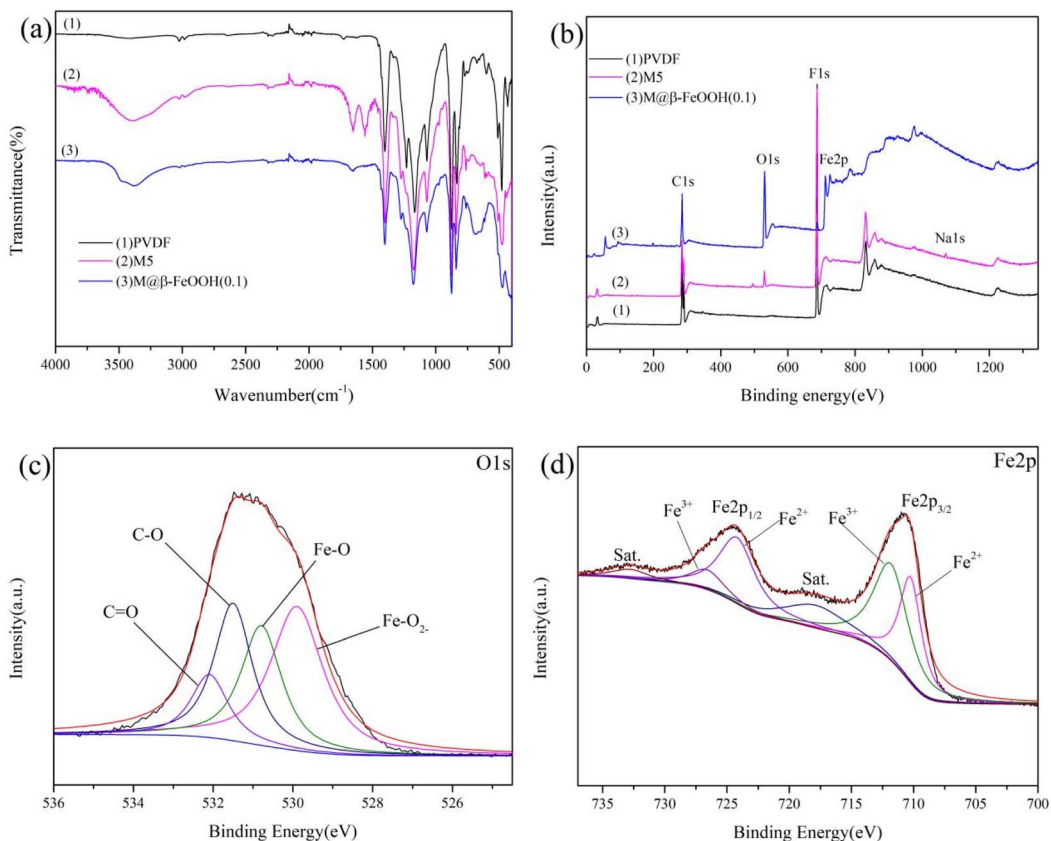 (a)
(1)
(2)
(3)
(1)PVDF
(2)M5
(3)M@β-FeOOH(0.1)
Transmittance(%)
4000 3500 3000 2500 2000 1500 1000 500
Wavenumber(cm⁻¹)
(b)
(1)PVDF
(2)M5
(3)M@β-FeOOH(0.1)
F1s
O1s
Fe2p
C1s
Na1s
(3)
(2)
(1)
Intensity(a.u.)
0 200 400 600 800 1000 1200
Binding energy(eV)
(c)
O1s
C-O
Fe-O
C=O
Fe-O₂₋
Intensity(a.u.)
536 534 532 530 528 526
Binding Energy(eV)
(d)
Fe2p
Fe³⁺
Fe2p₁/₂
Fe²⁺
Fe³⁺
Fe2p₃/₂
Fe²⁺
Sat.
Sat.
Intensity(a.u.)
735 730 725 720 715 710 705 700
Binding Energy(eV)